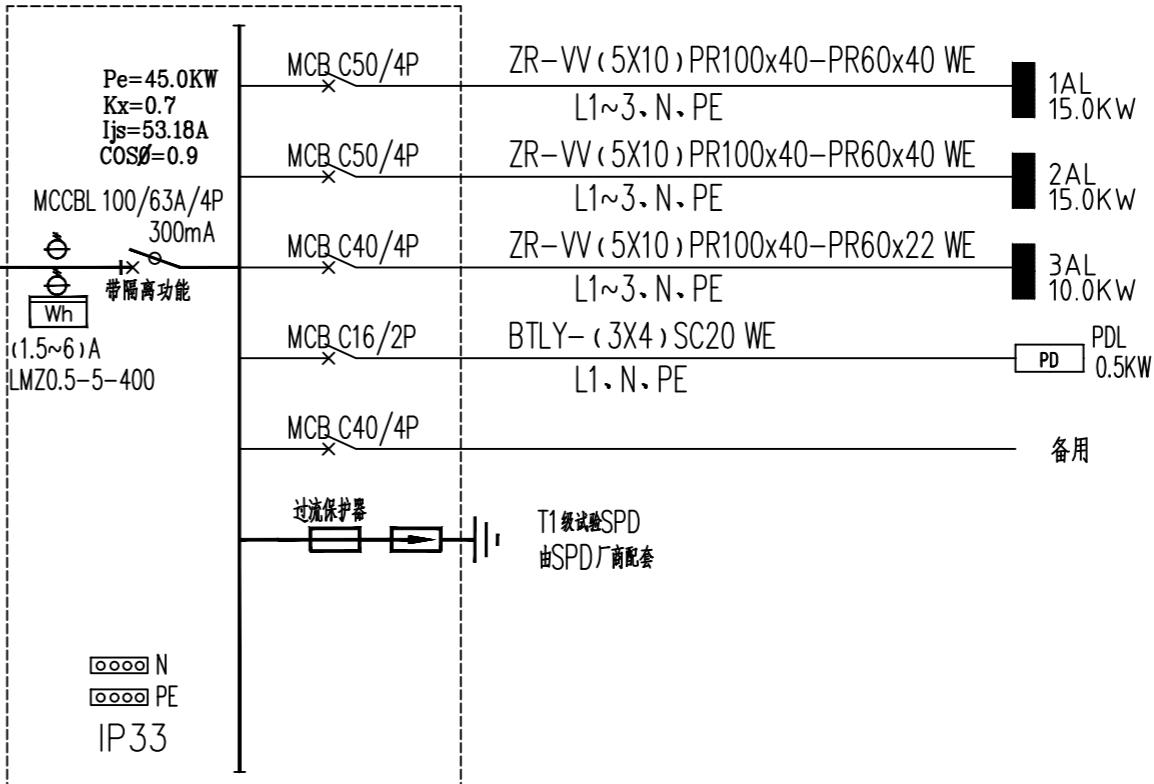 Pe=45.0KW
Kx=0.7
Ijs=53.18A
COSØ=0.9
MCCBL 100/63A/4P
300mA
带隔离功能
Wh
(1.5~6)A
LMZ0.5-5-400
MCB C50/4P
ZR-VV(5X10)PR100x40-PR60x40 WE
L1~3、N、PE
1AL
15.0KW
MCB C50/4P
ZR-VV(5X10)PR100x40-PR60x40 WE
L1~3、N、PE
2AL
15.0KW
MCB C40/4P
ZR-VV(5X10)PR100x40-PR60x22 WE
L1~3、N、PE
3AL
10.0KW
MCB C16/2P
BTLY-(3X4)SC20 WE
L1、N、PE
PD
PDL
0.5KW
MCB C40/4P
备用
过流保护器
T1级试验SPD
由SPD厂商配套
N
PE
IP33